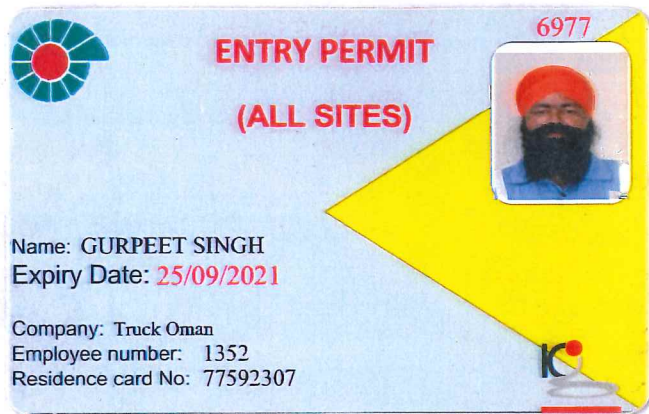 6977
ENTRY PERMIT
(ALL SITES)
Name: GURPEET SINGH
Expiry Date: 25/09/2021
Company: Truck Oman
Employee number: 1352
Residence card No: 77592307